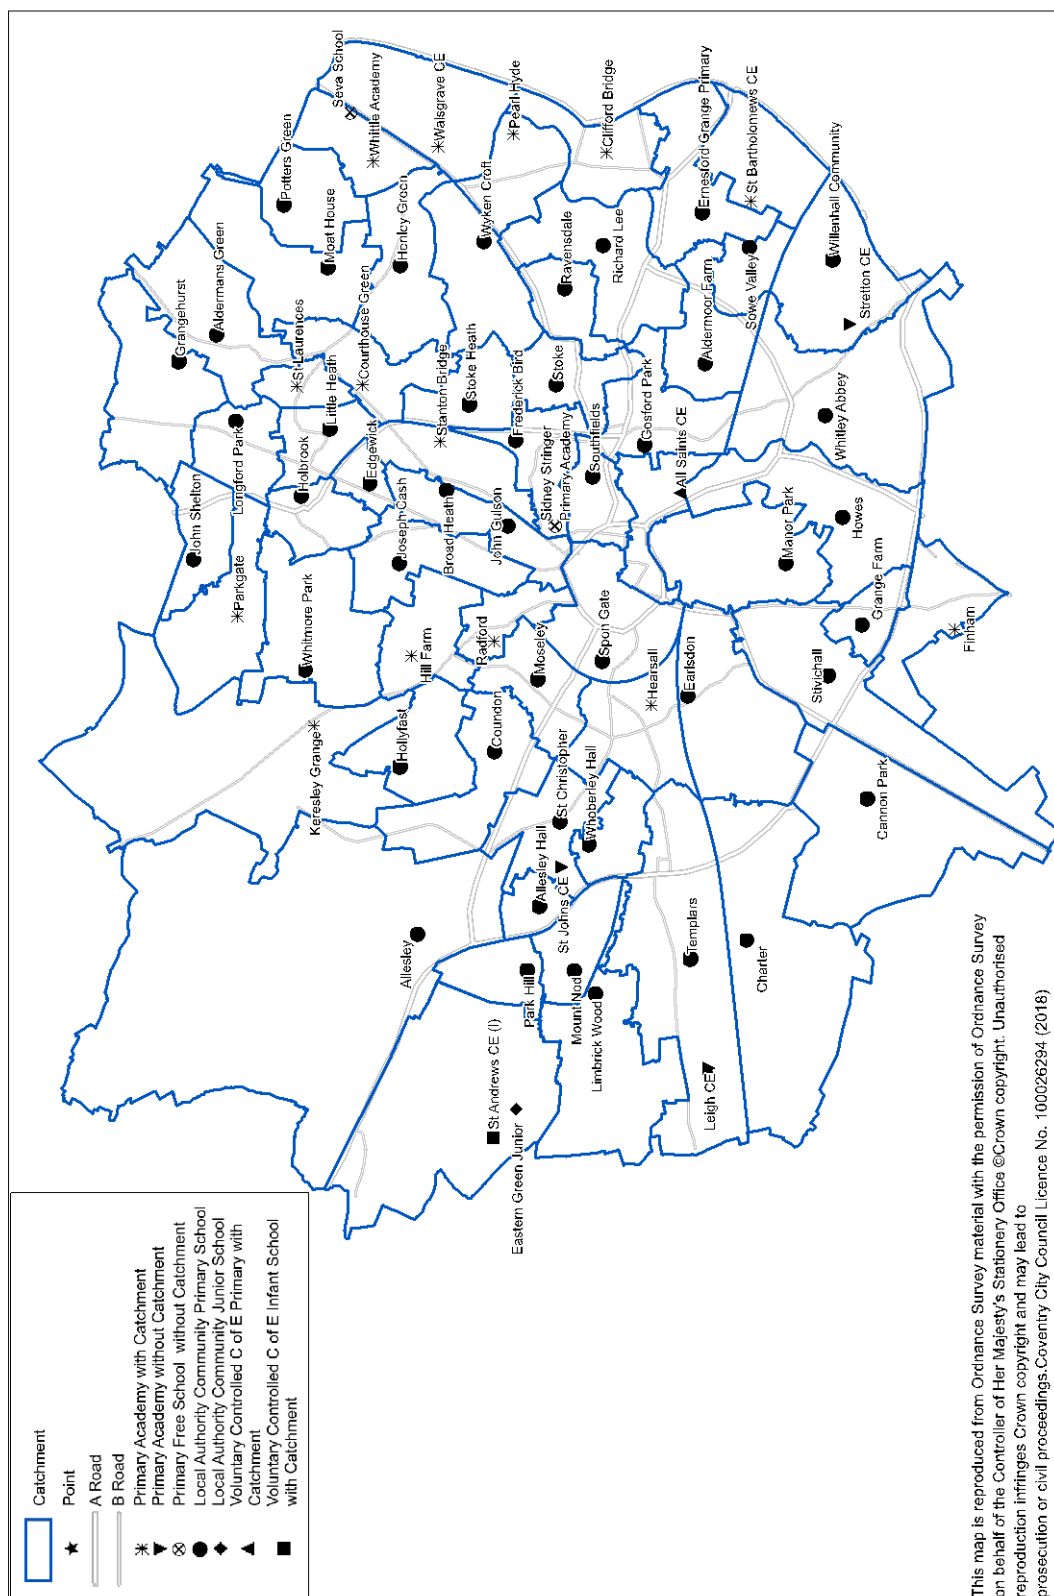 Catchment
Point
A Road
B Road
Primary Academy with Catchment
Primary Academy without Catchment
Primary Free School without Catchment
Local Authority Community Primary School
Local Authority Community Junior School
Voluntary Controlled C of E Primary with
Catchment
Voluntary Controlled C of E Infant School
with Catchment
Seva School
Whittle Academy
Walsgrave CE
Pearl Hyde
Clifford Bridge
Ernesford Grange Primary
St Bartholomews CE
Willenhall Community
Stretton CE
Potters Green
Moat House
Henley Green
Wyken Croft
Ravensdale
Richard Lee
Aldermoor Farm
Sowe Valley
Grangehurst
Aldermans Green
St Laurences
Little Heath
Courthouse Green
Stanton Bridge
Stoke Heath
Frederick Bird
Stoke
Sidney Stringer
Primary Academy
Southfields
Gosford Park
All Saints CE
Whitley Abbey
John Shelton
Longford Park
Parkgate
Holbrook
Edgewick
Joseph Cash
Broad Heath
John Gulson
Manor Park
Howes
Grange Farm
Finham
Whitmore Park
Hill Farm
Radford
Moseley
Spon Gate
Hearsall
Earlsdon
Stivichall
Keresley Grange
Hollyfast
Coundon
St Christopher
Whoberley Hall
Cannon Park
Allesley
Allesley Hall
St Johns CE
Park Hill
Mount Nod
Limbrick Wood
Templars
Charter
St Andrews CE (I)
Eastern Green Junior
Leigh CE
This map is reproduced from Ordnance Survey material with the permission of Ordnance Survey
on behalf of the Controller of Her Majesty's Stationery Office ©Crown copyright. Unauthorised
reproduction infringes Crown copyright and may lead to
prosecution or civil proceedings.Coventry City Council Licence No. 100026294 (2018)